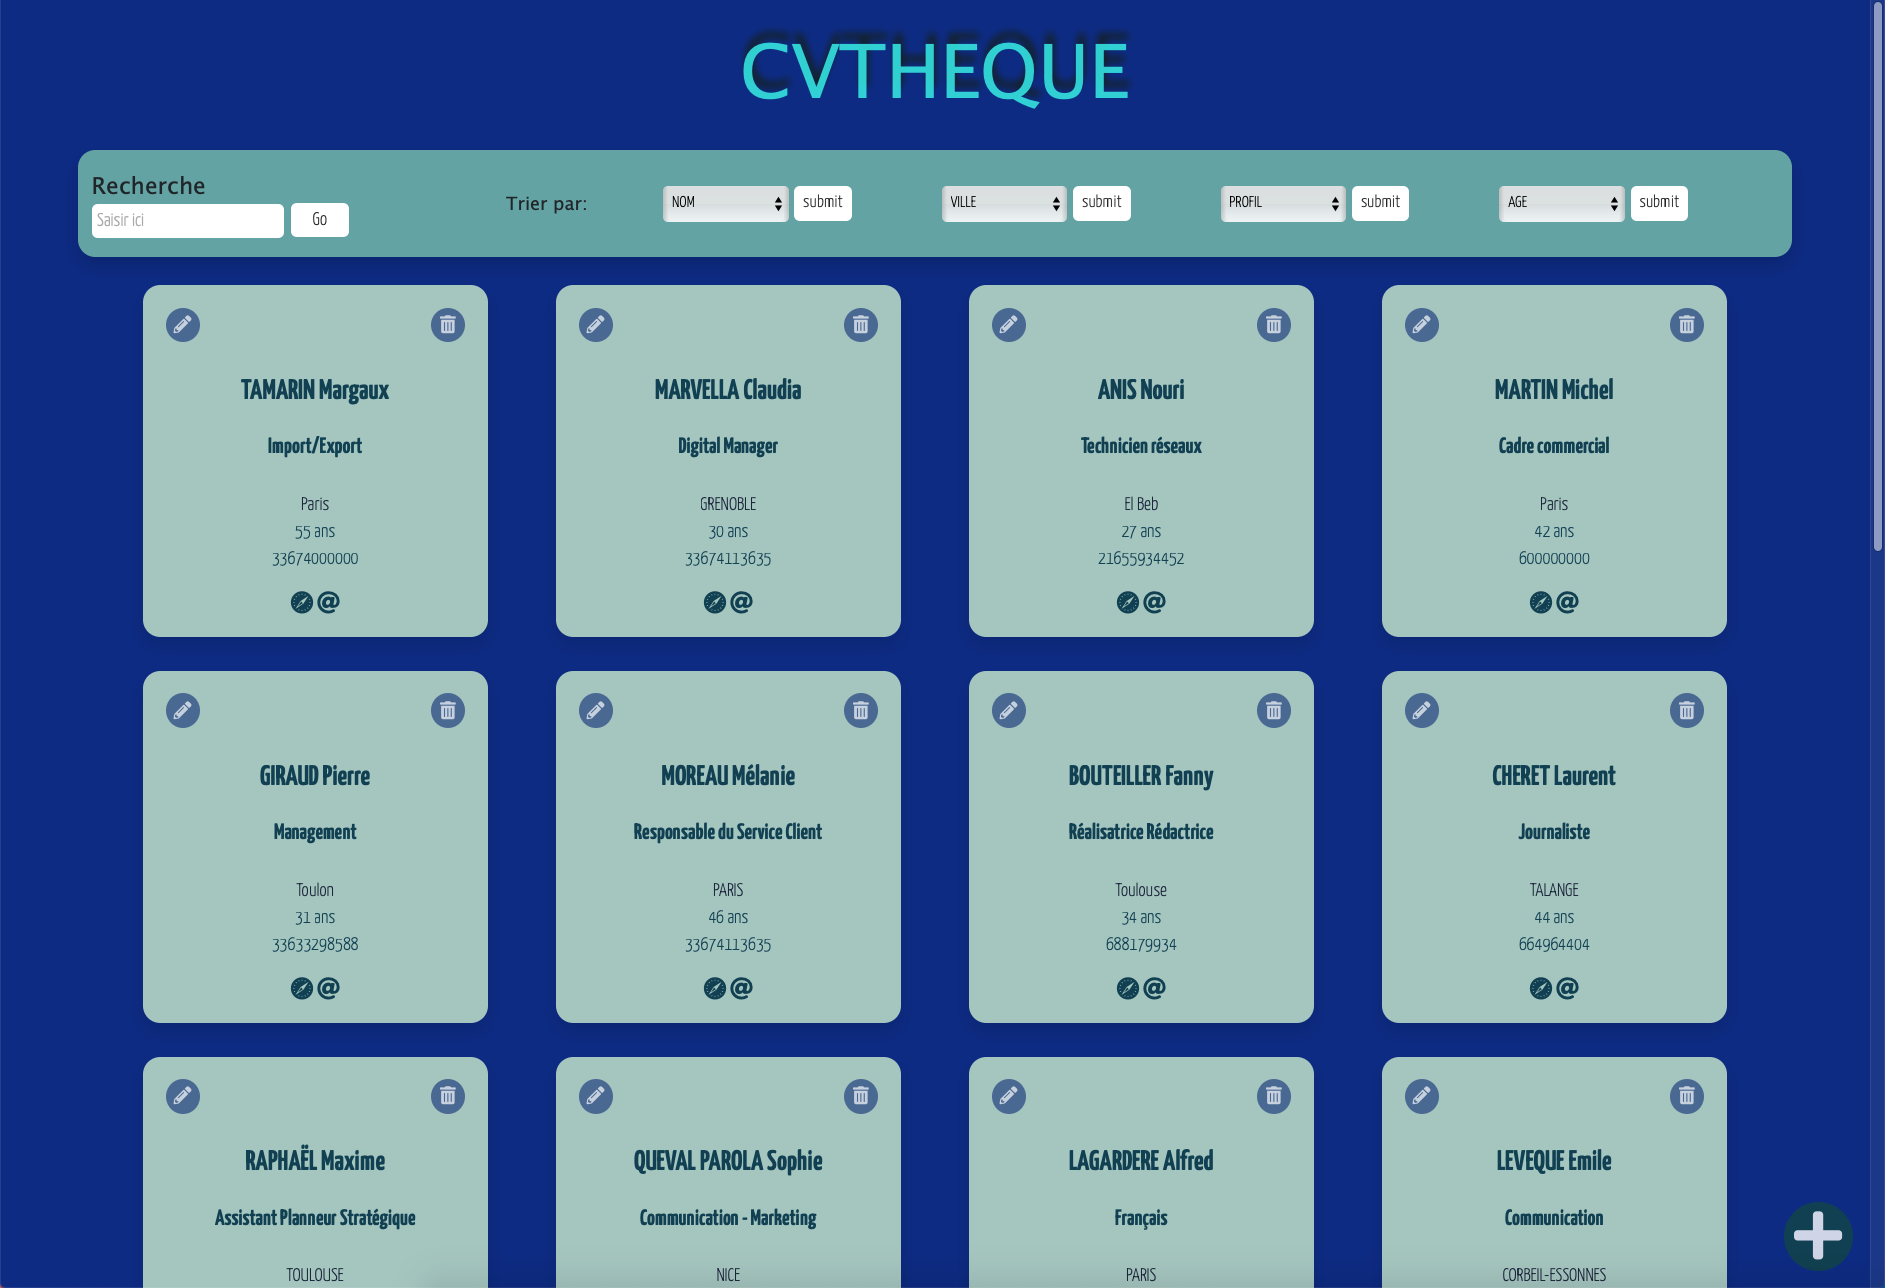 CVTHEQUE
Recherche
Saisir ici
Go
Trier par:
NOM
submit
VILLE
submit
PROFIL
submit
AGE
submit
TAMARIN Margaux
Import/Export
Paris
55 ans
33674000000
@
MARVELLA Claudia
Digital Manager
GRENOBLE
30 ans
33674113635
@
ANIS Nouri
Technicien réseaux
El Beb
27 ans
21655934452
@
MARTIN Michel
Cadre commercial
Paris
42 ans
600000000
@
GIRAUD Pierre
Management
Toulon
31 ans
33633298588
@
MOREAU Mélanie
Responsable du Service Client
PARIS
46 ans
33674113635
@
BOUTEILLER Fanny
Réalisatrice Rédactrice
Toulouse
34 ans
688179934
@
CHERET Laurent
Journaliste
TALANGE
44 ans
664964404
@
RAPHAËL Maxime
Assistant Planneur Stratégique
TOULOUSE
QUEVAL PAROLA Sophie
Communication - Marketing
NICE
LAGARDERE Alfred
Français
PARIS
LEVEQUE Emile
Communication
CORBEIL-ESSONNES